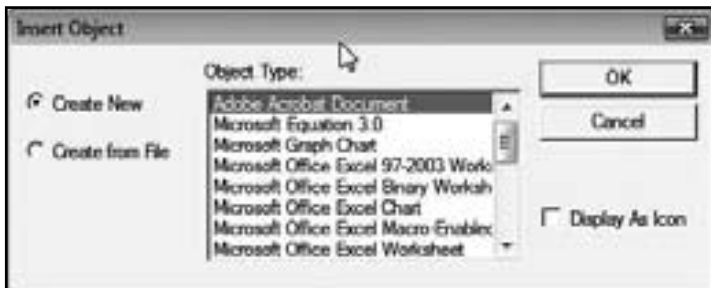 Insert Object
Object Type:
Create New
Create from File
Adobe Acrobat Document
Microsoft Equation 3.0
Microsoft Graph Chart
Microsoft Office Excel 97-2003 Works
Microsoft Office Excel Binary Worksh
Microsoft Office Excel Chart
Microsoft Office Excel Macro-Enabled
Microsoft Office Excel Worksheet
OK
Cancel
Display As Icon